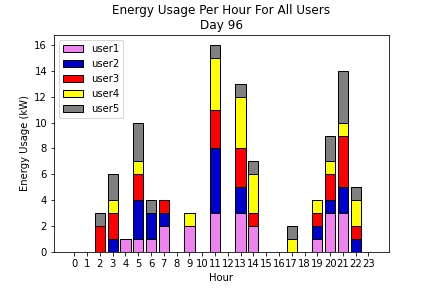 Energy Usage Per Hour For All Users
Day 96
user1
user2
user3
user4
user5
Energy Usage (kW)
16
14
12
10
8
6
4
2
0
0 1 2 3 4 5 6 7 8 9 10 11 12 13 14 15 16 17 18 19 20 21 22 23
Hour